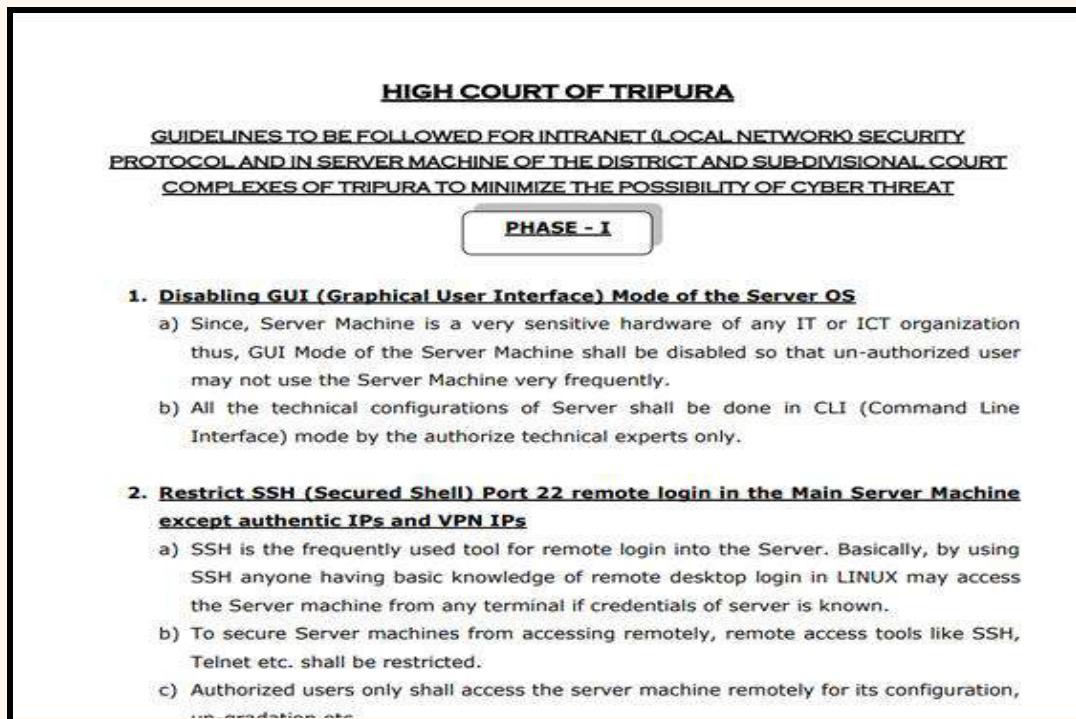 HIGH COURT OF TRIPURA
GUIDELINES TO BE FOLLOWED FOR INTRANET (LOCAL NETWORK) SECURITY
PROTOCOL AND IN SERVER MACHINE OF THE DISTRICT AND SUB-DIVISIONAL COURT
COMPLEXES OF TRIPURA TO MINIMIZE THE POSSIBILITY OF CYBER THREAT
PHASE - I
1. Disabling GUI (Graphical User Interface) Mode of the Server OS
a) Since, Server Machine is a very sensitive hardware of any IT or ICT organization
thus, GUI Mode of the Server Machine shall be disabled so that un-authorized user
may not use the Server Machine very frequently.
b) All the technical configurations of Server shall be done in CLI (Command Line
Interface) mode by the authorize technical experts only.
2. Restrict SSH (Secured Shell) Port 22 remote login in the Main Server Machine
except authentic IPs and VPN IPs
a) SSH is the frequently used tool for remote login into the Server. Basically, by using
SSH anyone having basic knowledge of remote desktop login in LINUX may access
the Server machine from any terminal if credentials of server is known.
b) To secure Server machines from accessing remotely, remote access tools like SSH,
Telnet etc. shall be restricted.
c) Authorized users only shall access the server machine remotely for its configuration,
up-gradation etc